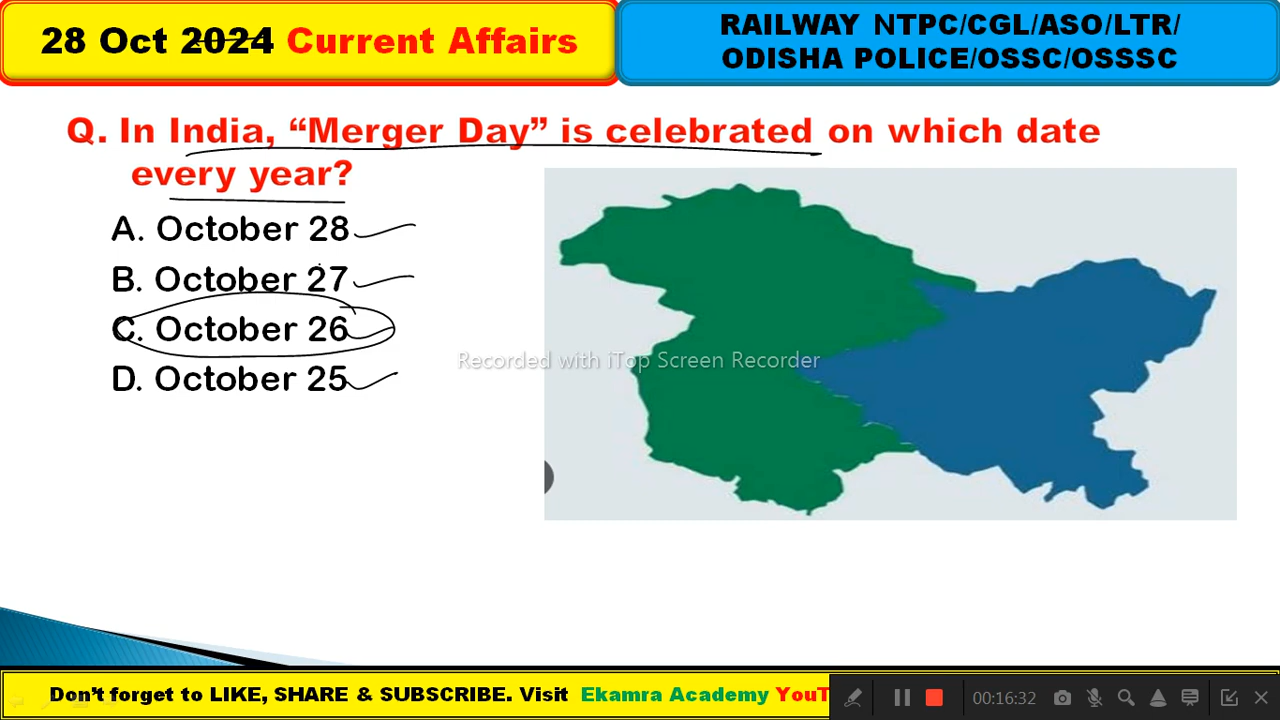 28 Oct 2024 Current Affairs
RAILWAY NTPC/CGL/ASO/LTR/
ODISHA POLICE/OSSC/OSSSC
Q. In India, “Merger Day” is celebrated on which date
every year?
A. October 28
B. October 27
C. October 26
D. October 25
Recorded with iTop Screen Recorder
Don’t forget to LIKE, SHARE & SUBSCRIBE. Visit Ekamra Academy YouT
00:16:32